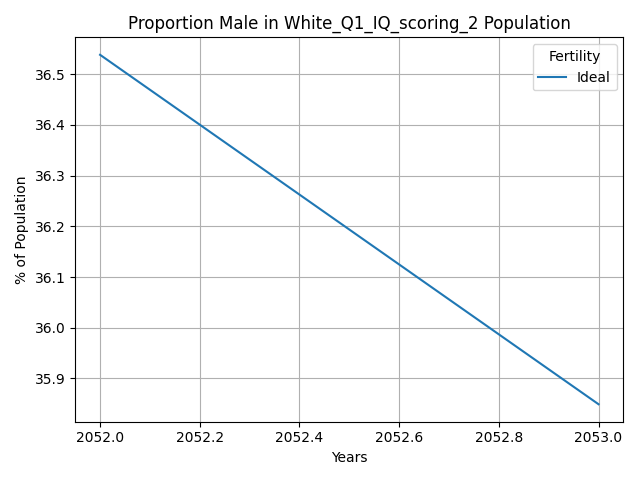 Proportion Male in White_Q1_IQ_scoring_2 Population
Fertility
Ideal
36.5
36.4
36.3
36.2
36.1
36.0
35.9
% of Population
2052.0 2052.2 2052.4 2052.6 2052.8 2053.0
Years